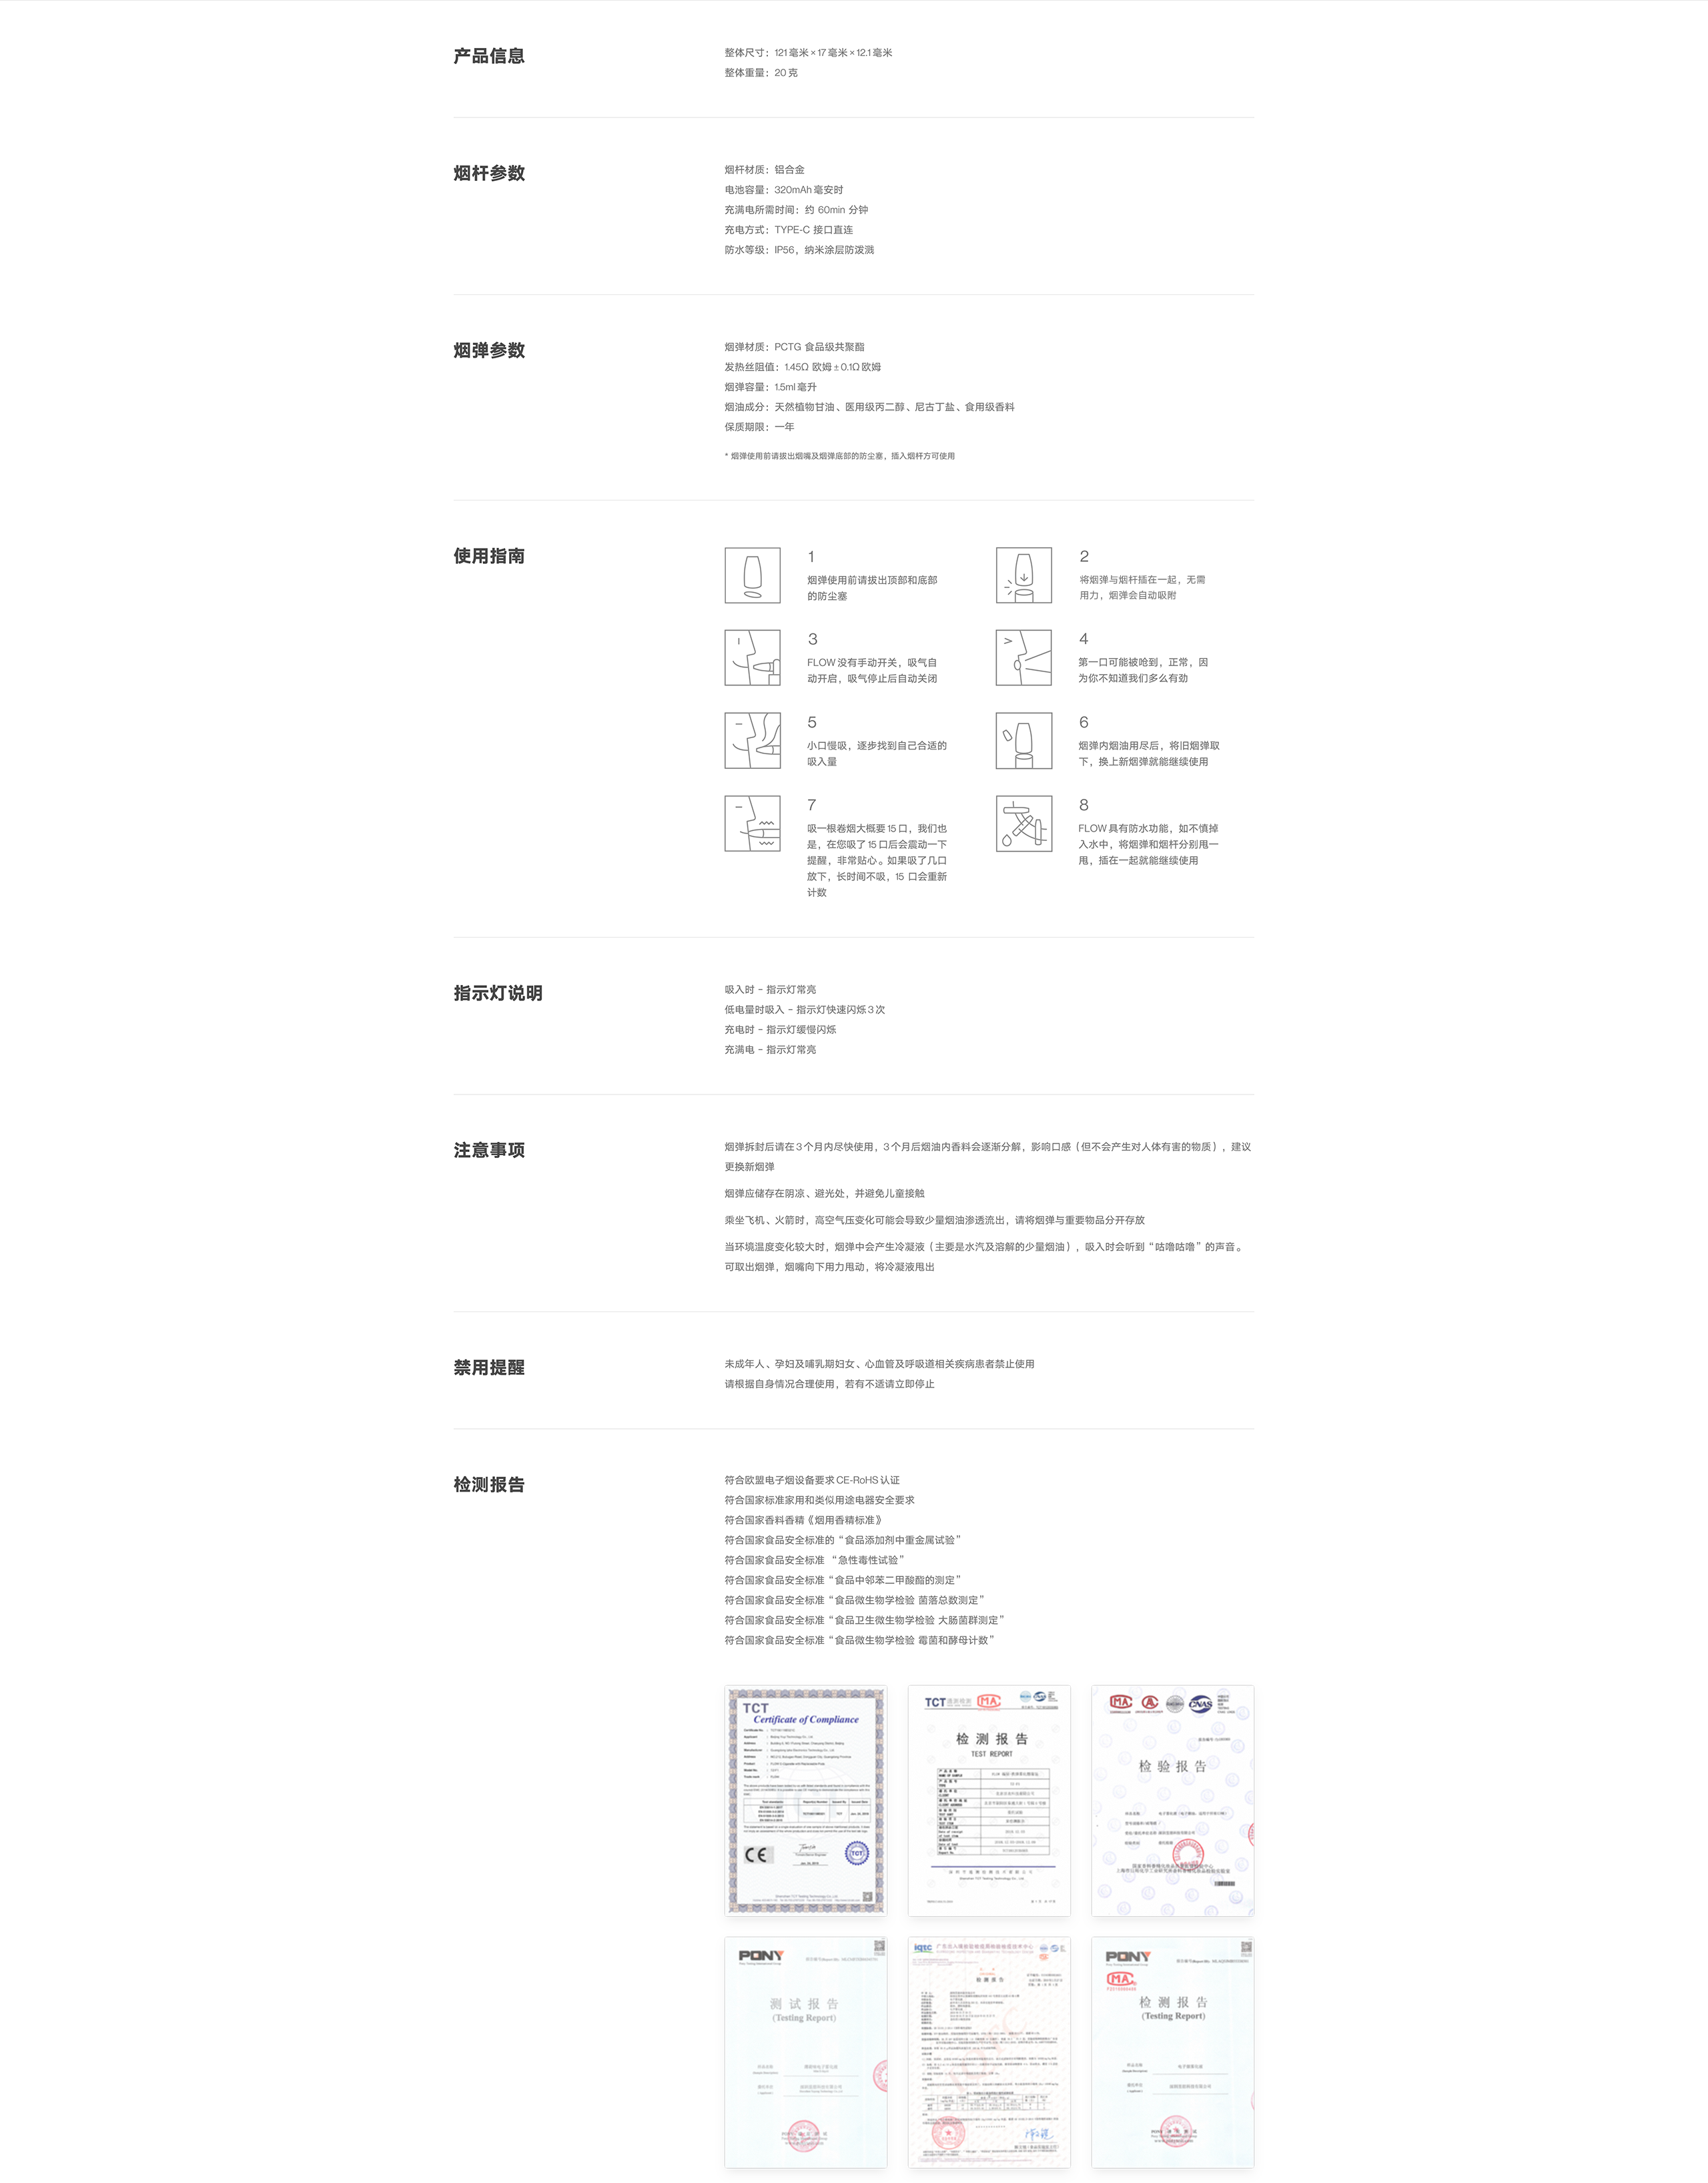 产品信息
整体尺寸：121 毫米 × 17 毫米 × 12.1 毫米
整体重量：20 克
烟杆参数
烟杆材质：铝合金
电池容量：320mAh 毫安时
充满电所需时间：约 60min 分钟
充电方式：TYPE-C 接口直连
防水等级：IP56，纳米涂层防泼溅
烟弹参数
烟弹材质：PCTG 食品级共聚酯
发热丝阻值：1.45Ω 欧姆 ± 0.1Ω 欧姆
烟弹容量：1.5ml 毫升
烟油成分：天然植物甘油、医用级丙二醇、尼古丁盐、食用级香料
保质期限：一年
* 烟弹使用前请拔出烟嘴及烟弹底部的防尘塞，插入烟杆方可使用
使用指南
1
烟弹使用前请拔出顶部和底部
的防尘塞
2
将烟弹与烟杆插在一起，无需
用力，烟弹会自动吸附
3
FLOW 没有手动开关，吸气自
动开启，吸气停止后自动关闭
4
第一口可能被呛到，正常，因
为你不知道我们多么有劲
5
小口慢吸，逐步找到自己合适的
吸入量
6
烟弹内烟油用尽后，将旧烟弹取
下，换上新烟弹就能继续使用
7
吸一根卷烟大概要 15 口，我们也
是，在您吸了 15 口后会震动一下
提醒，非常贴心。如果吸了几口
放下，长时间不吸，15 口会重新
计数
8
FLOW 具有防水功能，如不慎掉
入水中，将烟弹和烟杆分别甩一
甩，插在一起就能继续使用
指示灯说明
吸入时 - 指示灯常亮
低电量时吸入 - 指示灯快速闪烁 3 次
充电时 - 指示灯缓慢闪烁
充满电 - 指示灯常亮
注意事项
烟弹拆封后请在 3 个月内尽快使用，3 个月后烟油内香料会逐渐分解，影响口感（但不会产生对人体有害的物质），建议
更换新烟弹
烟弹应储存在阴凉、避光处，并避免儿童接触
乘坐飞机、火箭时，高空气压变化可能会导致少量烟油渗透流出，请将烟弹与重要物品分开存放
当环境温度变化较大时，烟弹中会产生冷凝液（主要是水汽及溶解的少量烟油），吸入时会听到“咕噜咕噜”的声音。
可取出烟弹，烟嘴向下用力甩动，将冷凝液甩出
禁用提醒
未成年人、孕妇及哺乳期妇女、心血管及呼吸道相关疾病患者禁止使用
请根据自身情况合理使用，若有不适请立即停止
检测报告
符合欧盟电子烟设备要求 CE-RoHS 认证
符合国家标准家用和类似用途电器安全要求
符合国家香料香精《烟用香精标准》
符合国家食品安全标准的“食品添加剂中重金属试验”
符合国家食品安全标准 “急性毒性试验”
符合国家食品安全标准“食品中邻苯二甲酸酯的测定”
符合国家食品安全标准“食品微生物学检验 菌落总数测定”
符合国家食品安全标准“食品卫生微生物学检验 大肠菌群测定”
符合国家食品安全标准“食品微生物学检验 霉菌和酵母计数”
TCT
Certificate of Compliance
CE
TCT
TCT
MA
检测报告
TEST REPORT
MA
CNAS
检验报告
PONY
测试报告
(Testing Report)
iqtc
检测报告
PONY
MA
检测报告
(Testing Report)